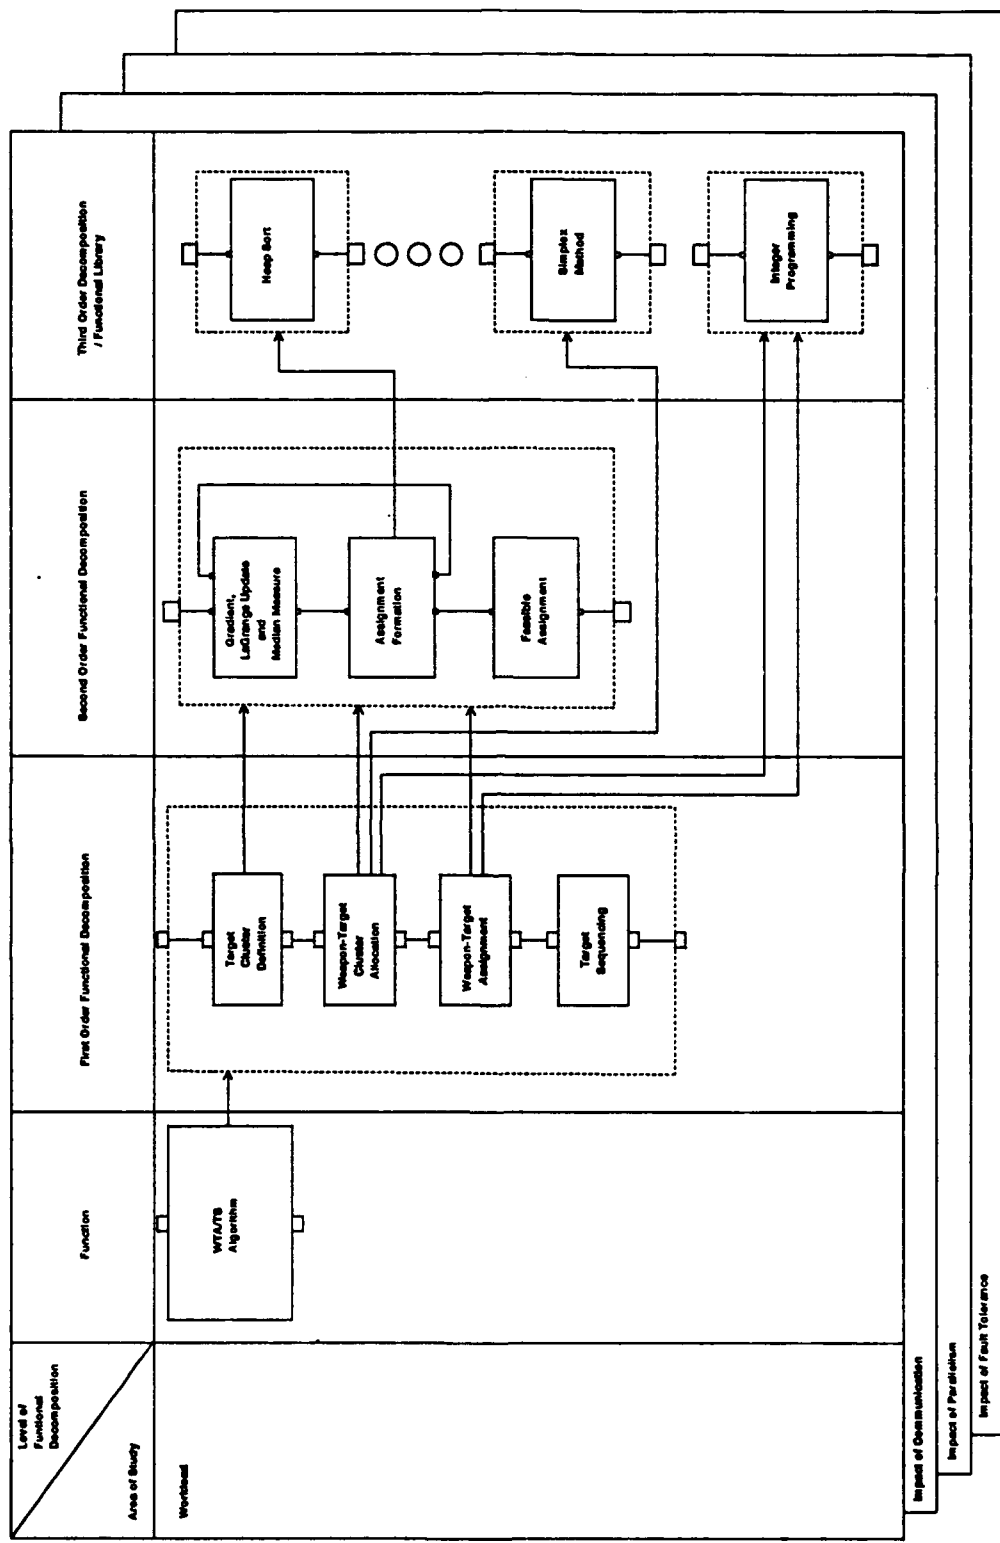 Level of
Funtional
Decomposition
Area of Study
Function
First Order Functional Decomposition
Second Order Functional Decomposition
Third Order Decomposition
/ Functional Library
Workload
WTA/TS
Algorithm
Target
Cluster
Definition
Weapon-Target
Cluster
Allocation
Weapon-Target
Assignment
Target
Sequencing
Gradient,
LaGrange Update
and
Median Measure
Assignment
Formation
Feasible
Assignment
Heap Sort
Simplex
Method
Integer
Programming
Impact of Communication
Impact of Parallelism
Impact of Fault Tolerance